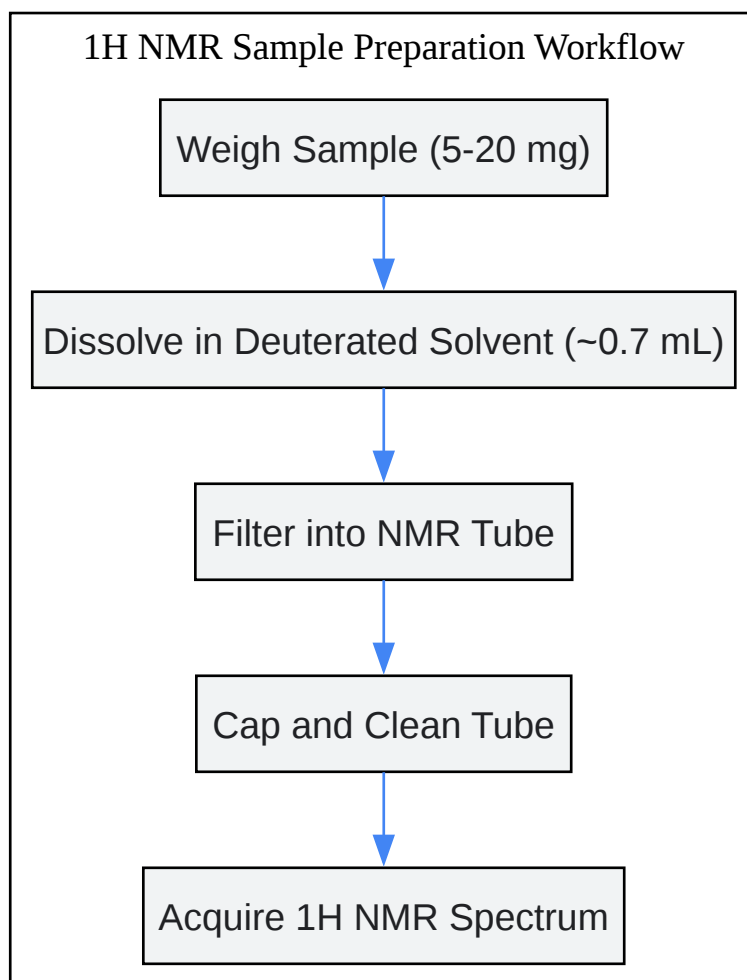 1H NMR Sample Preparation Workflow
Weigh Sample (5-20 mg)
Dissolve in Deuterated Solvent (~0.7 mL)
Filter into NMR Tube
Cap and Clean Tube
Acquire 1H NMR Spectrum